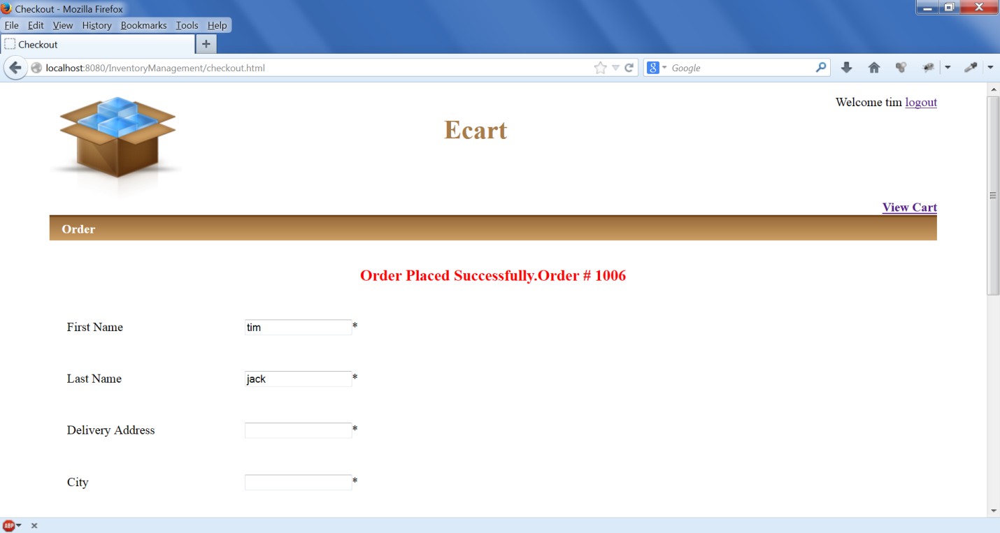 Checkout - Mozilla Firefox
File Edit View History Bookmarks Tools Help
Checkout +
localhost:8080/InventoryManagement/checkout.html 8 Google
Welcome tim logout
Ecart
View Cart
Order
Order Placed Successfully.Order # 1006
First Name tim *
Last Name jack *
Delivery Address *
City *
ABP